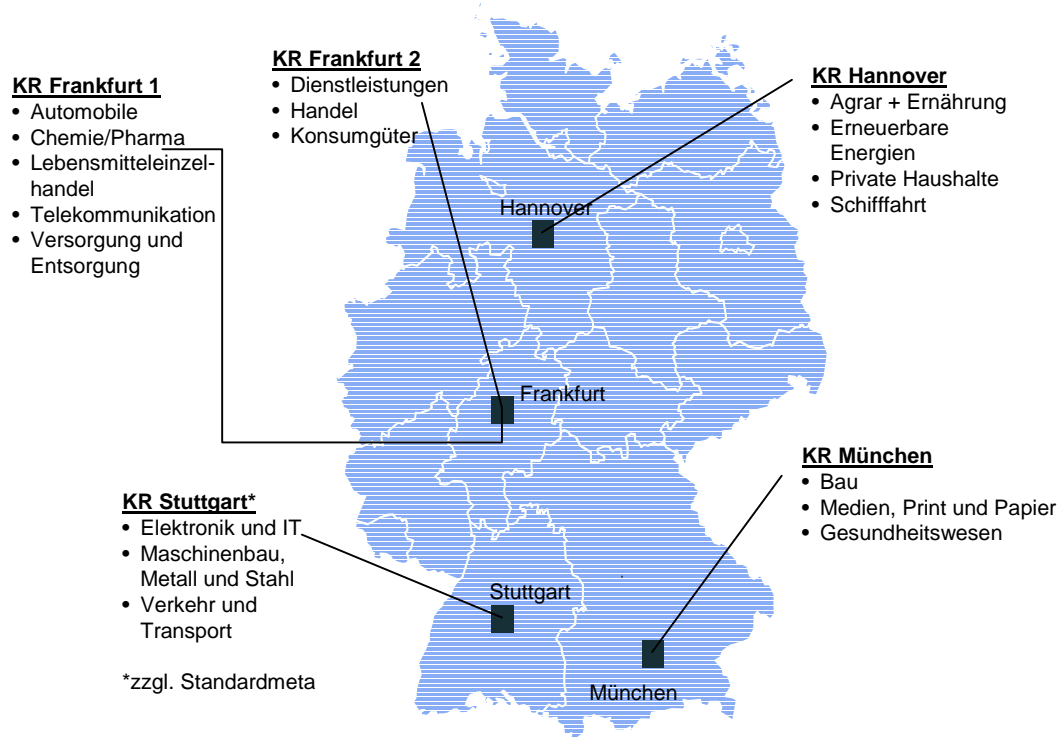 KR Frankfurt 1
• Automobile
• Chemie/Pharma
• Lebensmitteleinzel-
handel
• Telekommunikation
• Versorgung und
Entsorgung
KR Frankfurt 2
• Dienstleistungen
• Handel
• Konsumgüter
KR Hannover
• Agrar + Ernährung
• Erneuerbare
Energien
• Private Haushalte
• Schifffahrt
Hannover
Frankfurt
KR Stuttgart*
• Elektronik und IT
• Maschinenbau,
Metall und Stahl
• Verkehr und
Transport
*zzgl. Standardmeta
KR München
• Bau
• Medien, Print und Papier
• Gesundheitswesen
Stuttgart
München